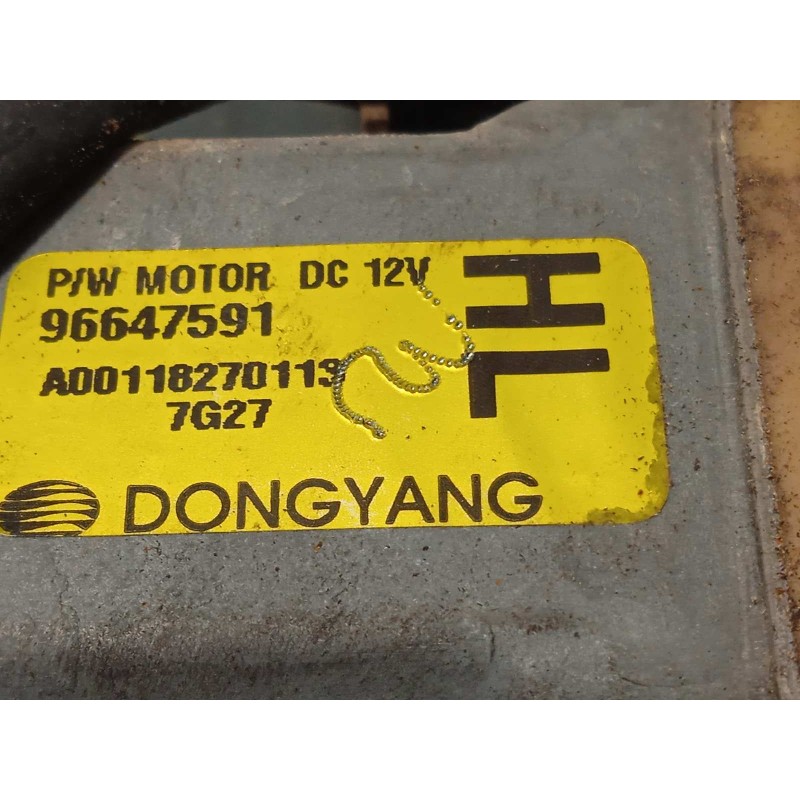 P/W MOTOR DC 12V
96647591
A00118270113
7G27
HL
DONGYANG